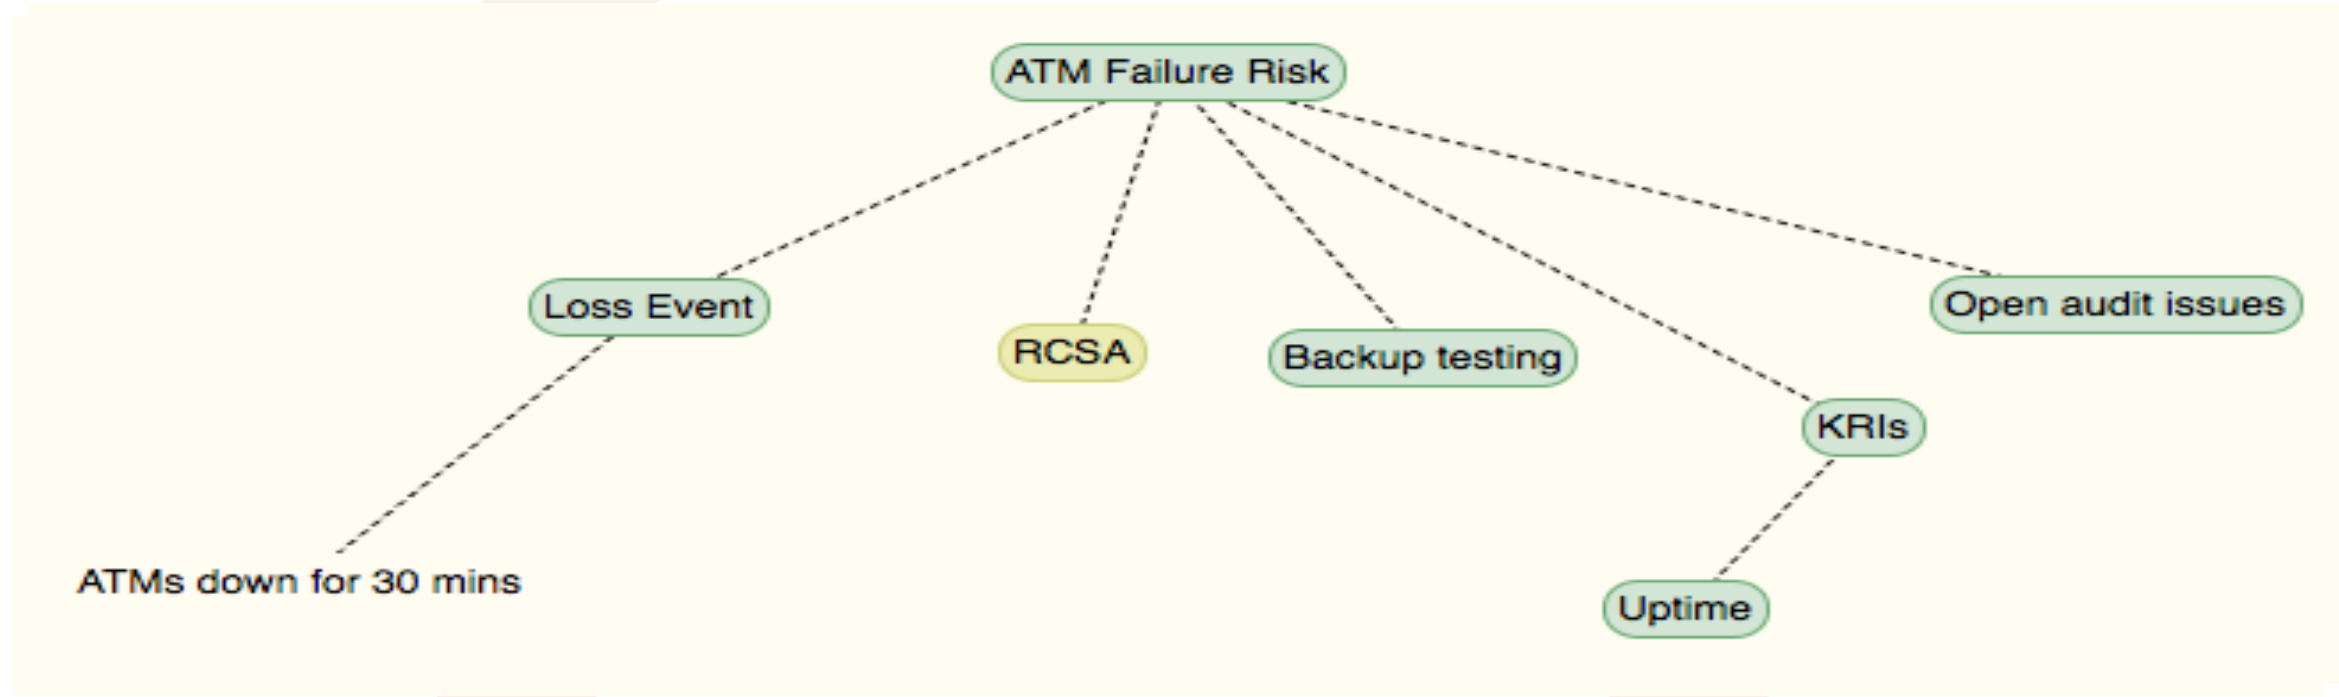 ATM Failure Risk
Loss Event
RCSA
Backup testing
Open audit issues
KRIs
ATMs down for 30 mins
Uptime